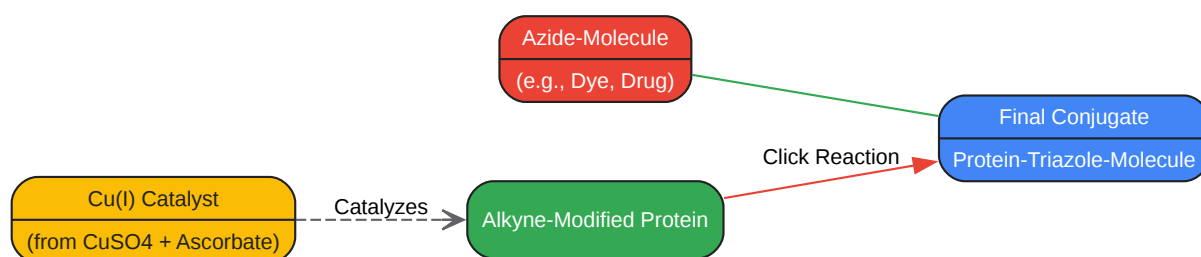 Azide-Molecule
(e.g., Dye, Drug)
Final Conjugate
Protein-Triazole-Molecule
Click Reaction
Cu(I) Catalyst
(from CuSO4 + Ascorbate)
Catalyzes
Alkyne-Modified Protein